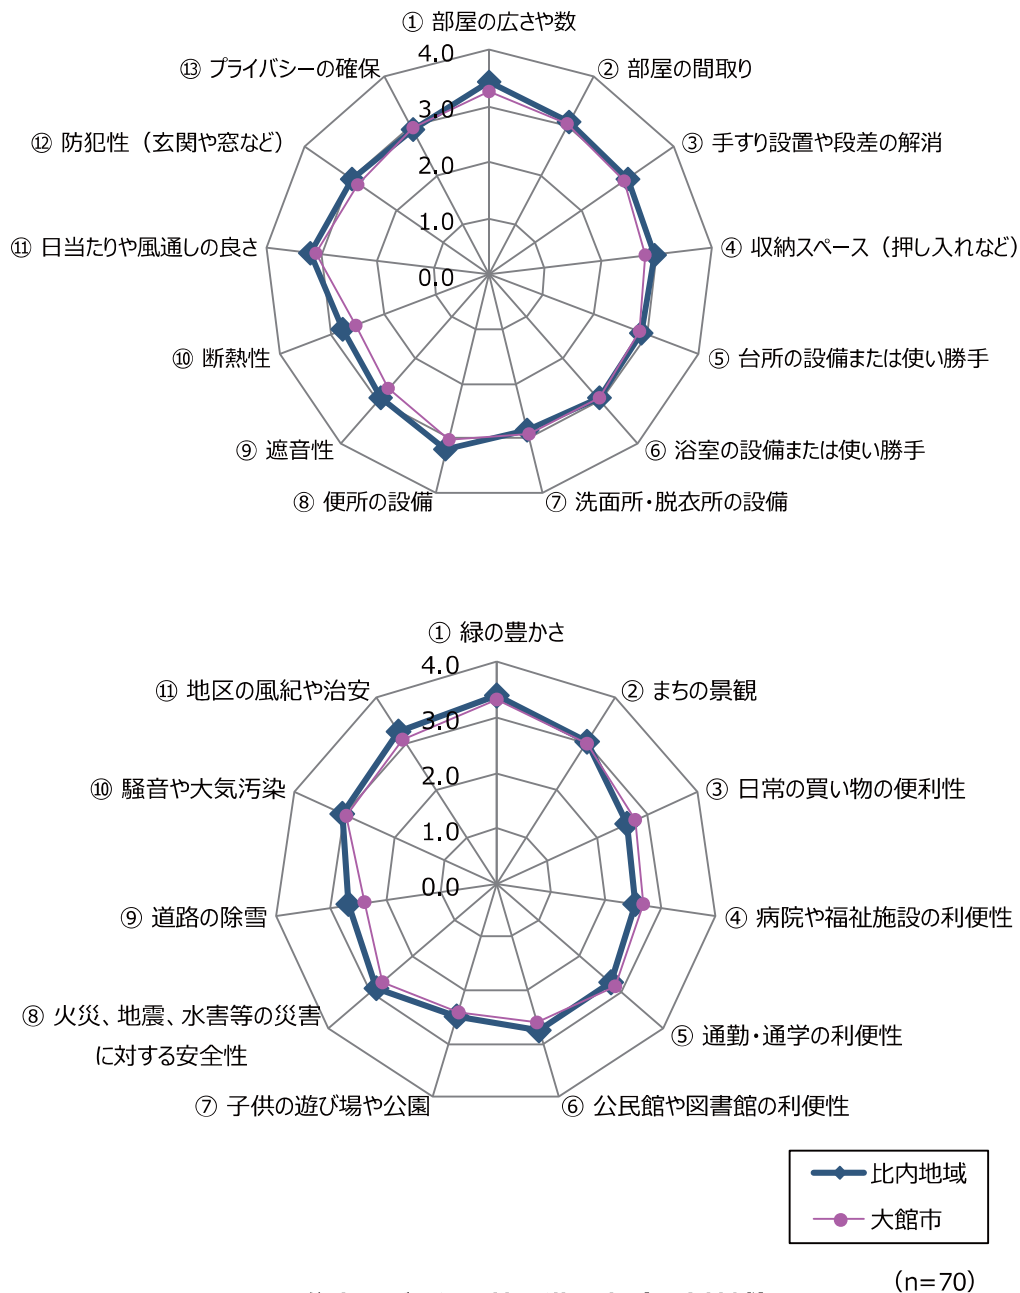 ① 部屋の広さや数
② 部屋の間取り
③ 手すり設置や段差の解消
④ 収納スペース（押し入れなど）
⑤ 台所の設備または使い勝手
⑥ 浴室の設備または使い勝手
⑦ 洗面所・脱衣所の設備
⑧ 便所の設備
⑨ 遮音性
⑩ 断熱性
⑪ 日当たりや風通しの良さ
⑫ 防犯性（玄関や窓など）
⑬ プライバシーの確保
4.0
3.0
2.0
1.0
0.0
① 緑の豊かさ
② まちの景観
③ 日常の買い物の便利性
④ 病院や福祉施設の利便性
⑤ 通勤・通学の利便性
⑥ 公民館や図書館の利便性
⑦ 子供の遊び場や公園
⑧ 火災、地震、水害等の災害
に対する安全性
⑨ 道路の除雪
⑩ 騒音や大気汚染
⑪ 地区の風紀や治安
4.0
3.0
2.0
1.0
0.0
比内地域
大館市
（n=70）